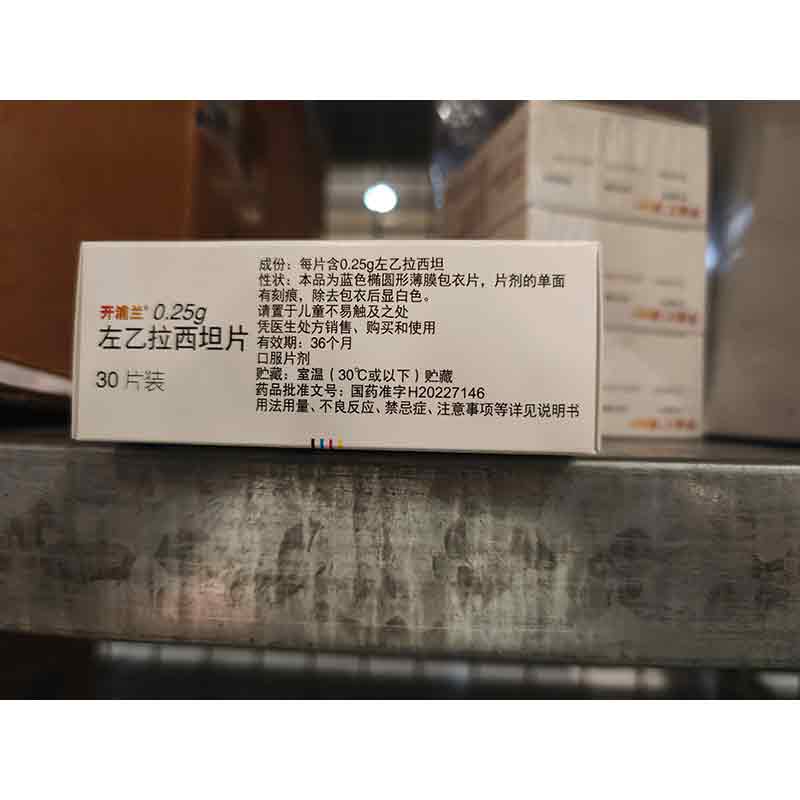 开浦兰® 0.25g
左乙拉西坦片
30 片装
成份：每片含0.25g左乙拉西坦
性状：本品为蓝色椭圆形薄膜包衣片，片剂的单面
有刻痕，除去包衣后显白色。
请置于儿童不易触及之处
凭医生处方销售、购买和使用
有效期：36个月
口服片剂
贮藏：室温（30℃或以下）贮藏
药品批准文号：国药准字H20227146
用法用量、不良反应、禁忌症、注意事项等详见说明书